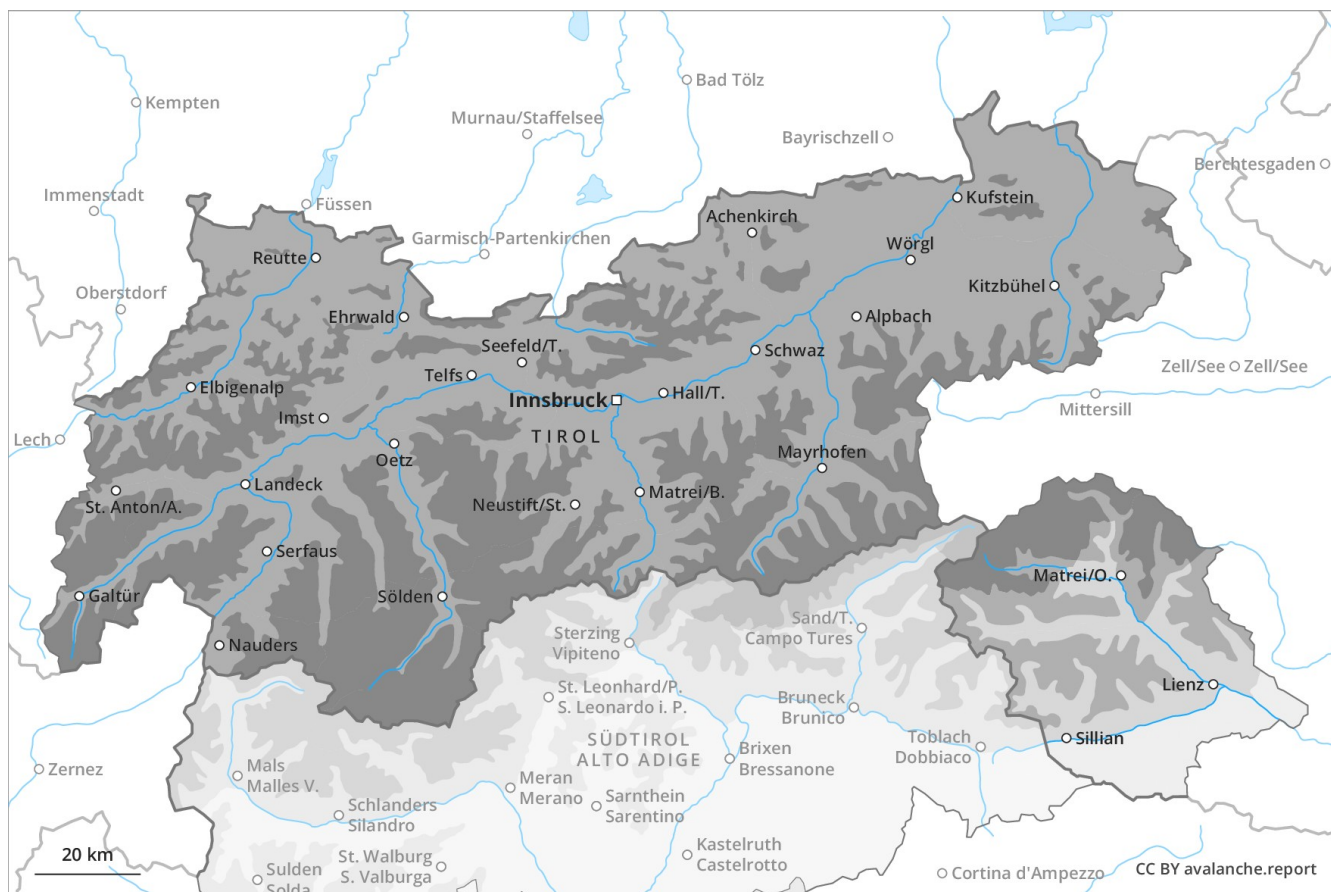 Kempten
Bad Tölz
Murnau/Staffelsee
Bayrischzell
Berchtesgaden
Immenstadt
Füssen
Kufstein
Achenkirch
Garmisch-Partenkirchen
Wörgl
Reutte
Kitzbühel
Oberstdorf
Ehrwald
Alpbach
Seefeld/T.
Schwaz
Zell/See
Zell/See
Telfs
Elbigenalp
Hall/T.
Innsbruck
Mittersill
Imst
TIROL
Lech
Oetz
Mayrhofen
Landeck
Matrei/B.
St. Anton/A.
Neustift/St.
Serfaus
Matrei/O.
Galtür
Sölden
Sand/T.
Campo Tures
Sterzing
Vipiteno
Nauders
Lienz
St. Leonhard/P.
S. Leonardo i. P.
Bruneck
Brunico
Sillian
SÜDTIROL
ALTO ADIGE
Toblach
Dobbiaco
Brixen
Bressanone
Zernez
Mals
Malles V.
Meran
Merano
Sarnthein
Sarentino
Schlanders
Silandro
Kastelruth
Castelrotto
20 km
St. Walburg
S. Valburga
Sulden
Solda
Cortina d'Ampezzo
CC BY avalanche.report